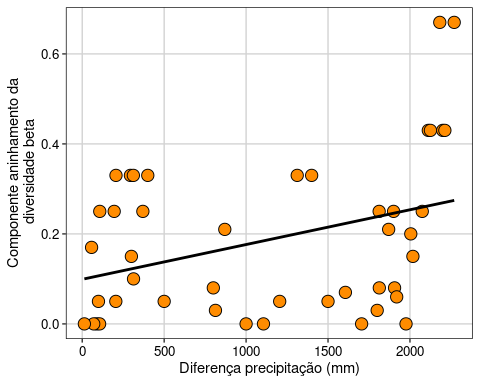 Componente aninhamento da
diversidade beta
0.6
0.4
0.2
0.0
0 500 1000 1500 2000
Diferença precipitação (mm)